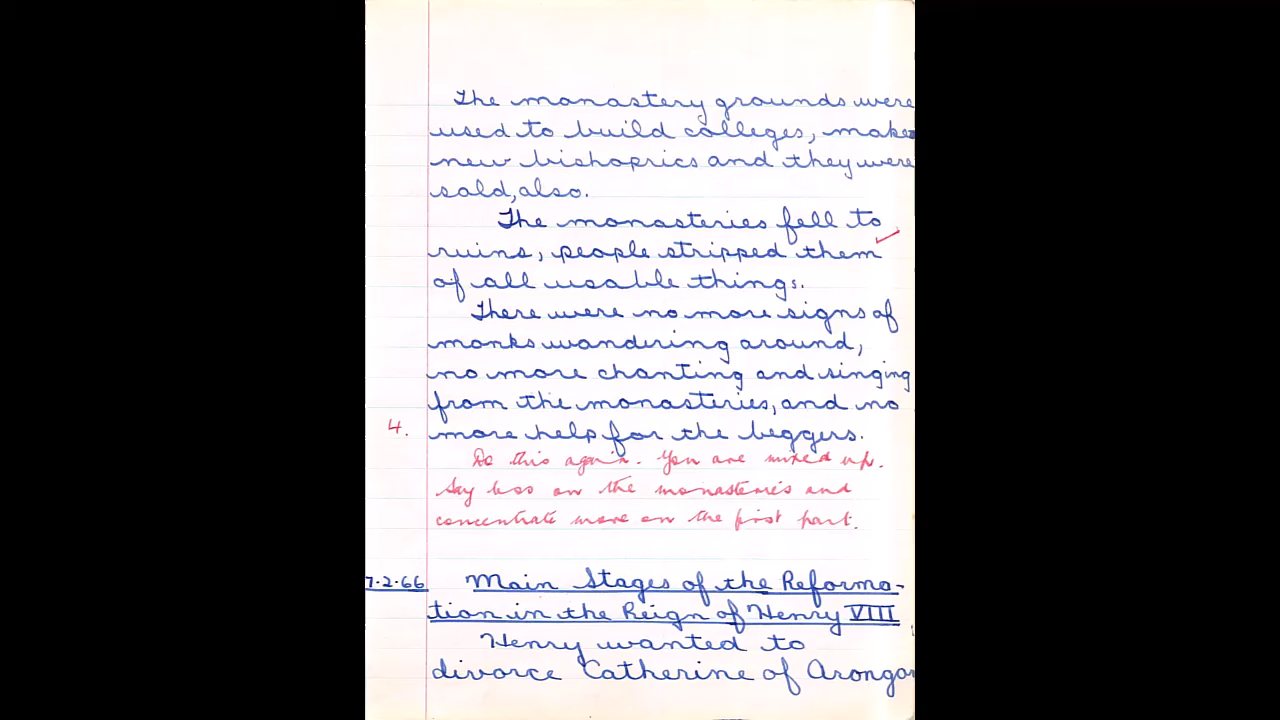 The monastery grounds were
used to build colleges, make
new bishoprics and they were
sold, also.
The monasteries fell to
ruins, people stripped them
of all usable things.
There were no more signs of
monks wandering around,
no more chanting and singing
from the monasteries, and no
4. more help for the beggers.
Do this again. You are mixed up.
Say less on the monasteries and
concentrate more on the first part.
7.2.66 Main Stages of the Reforma-
tion in the Reign of Henry VIII
Henry wanted to
divorce Catherine of Arongon